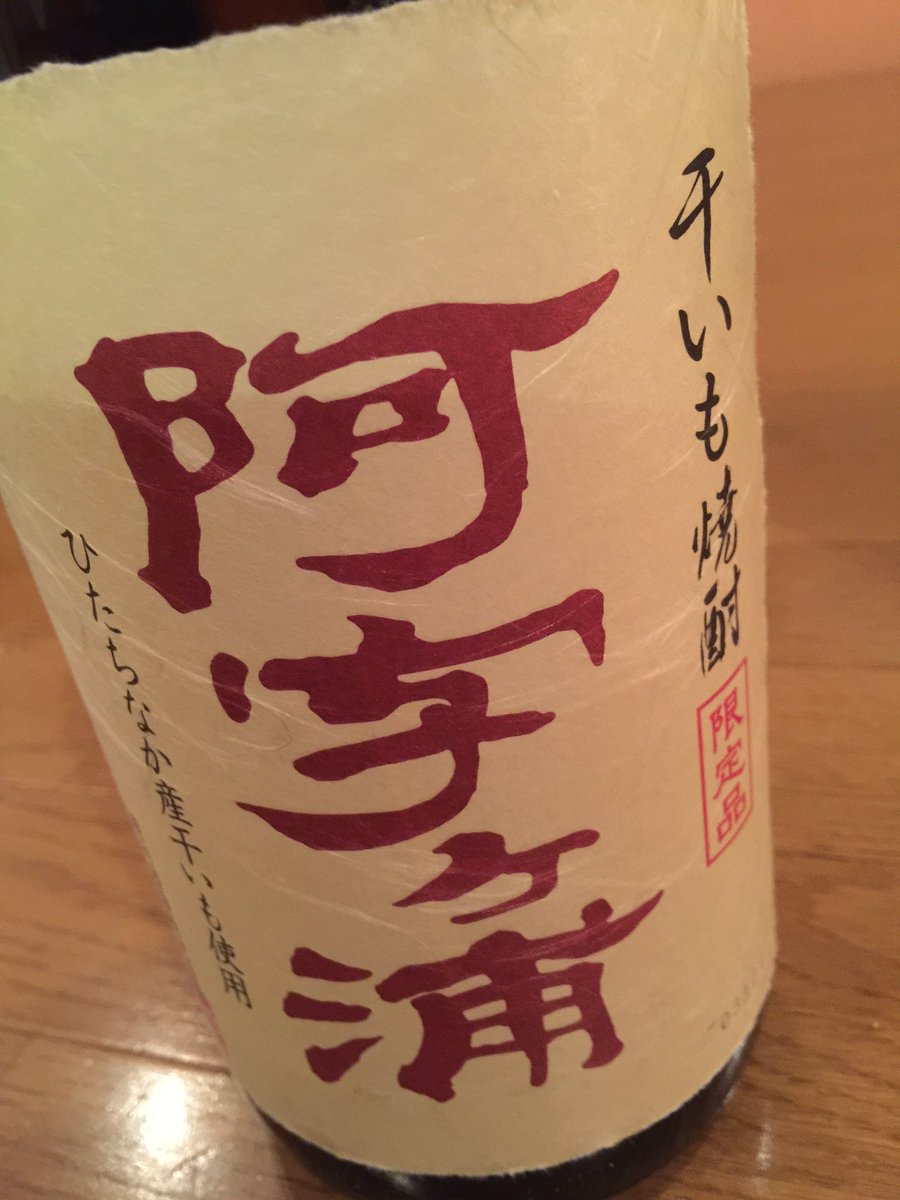 干いも焼酎
限定品
阿字ヶ浦
ひたちなか産干いも使用